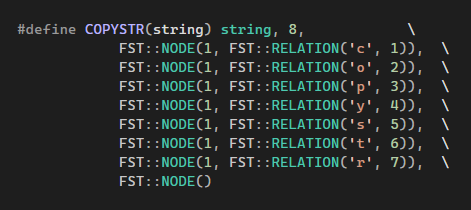 #define COPYSTR(string) string, 8, \
FST::NODE(1, FST::RELATION('c', 1)), \
FST::NODE(1, FST::RELATION('o', 2)), \
FST::NODE(1, FST::RELATION('p', 3)), \
FST::NODE(1, FST::RELATION('y', 4)), \
FST::NODE(1, FST::RELATION('s', 5)), \
FST::NODE(1, FST::RELATION('t', 6)), \
FST::NODE(1, FST::RELATION('r', 7)), \
FST::NODE()